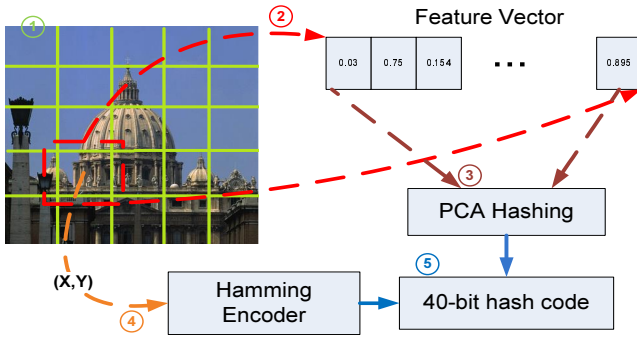 Feature Vector
1
2
0.03 0.75 0.154 ... 0.895
3
PCA Hashing
5
(X,Y)
4
Hamming
Encoder
40-bit hash code